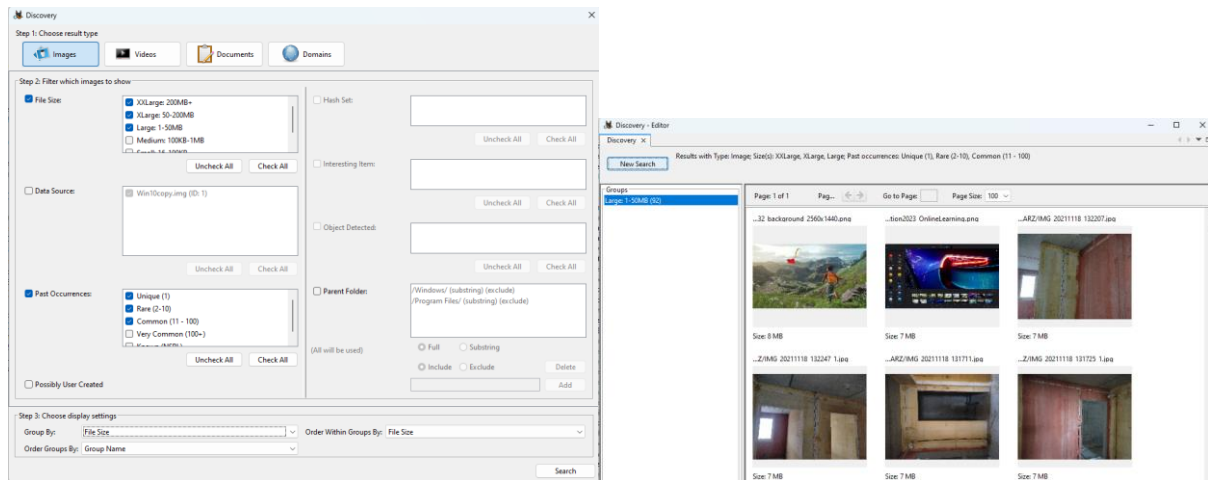 Discovery
Step 1: Choose result type
Images
Videos
Documents
Domains
Step 2: Filter which images to show
File Size:
XXLarge: 200MB+
XLarge: 50-200MB
Large: 1-50MB
Medium: 100KB-1MB
Small: 16-100KB
Uncheck All
Check All
Data Source:
Win10copy.img (ID: 1)
Uncheck All
Check All
Past Occurrences:
Unique (1)
Rare (2-10)
Common (11 - 100)
Very Common (100+)
Known (NSRL)
Uncheck All
Check All
Possibly User Created
Hash Set:
Uncheck All
Check All
Interesting Item:
Uncheck All
Check All
Object Detected:
Uncheck All
Check All
Parent Folder:
/Windows/ (substring) (exclude)
/Program Files/ (substring) (exclude)
(All will be used)
Full
Substring
Include
Exclude
Delete
Add
Step 3: Choose display settings
Group By:
File Size
Order Within Groups By:
File Size
Order Groups By:
Group Name
Search
Discovery - Editor
Discovery
New Search
Results with Type: Image; Size(s): XXLarge, XLarge, Large; Past occurrences: Unique (1), Rare (2-10), Common (11 - 100)
Groups
Large: 1-50MB (92)
Page: 1 of 1
Pag...
Go to Page:
Page Size:
100
...32 background 2560x1440.png
...tion2023 OnlineLearning.png
...ARZ/IMG 20211118 132207.jpg
Size: 8 MB
Size: 7 MB
Size: 7 MB
...Z/IMG 20211118 132247 1.jpg
...ARZ/IMG 20211118 131711.jpg
...Z/IMG 20211118 131725 1.jpg
Size: 7 MB
Size: 7 MB
Size: 7 MB